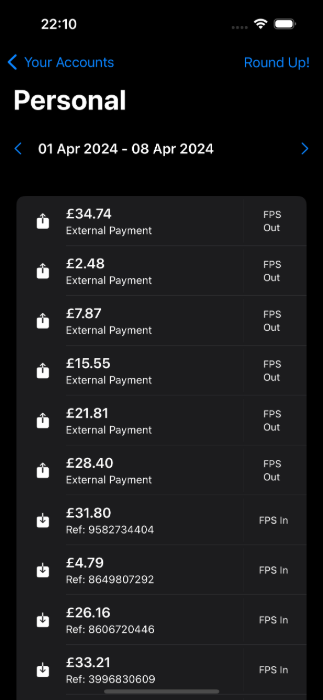 22:10
Your Accounts
Round Up!
Personal
01 Apr 2024 - 08 Apr 2024
£34.74
External Payment
FPS
Out
£2.48
External Payment
FPS
Out
£7.87
External Payment
FPS
Out
£15.55
External Payment
FPS
Out
£21.81
External Payment
FPS
Out
£28.40
External Payment
FPS
Out
£31.80
Ref: 9582734404
FPS In
£4.79
Ref: 8649807292
FPS In
£26.16
Ref: 8606720446
FPS In
£33.21
Ref: 3996830609
FPS In